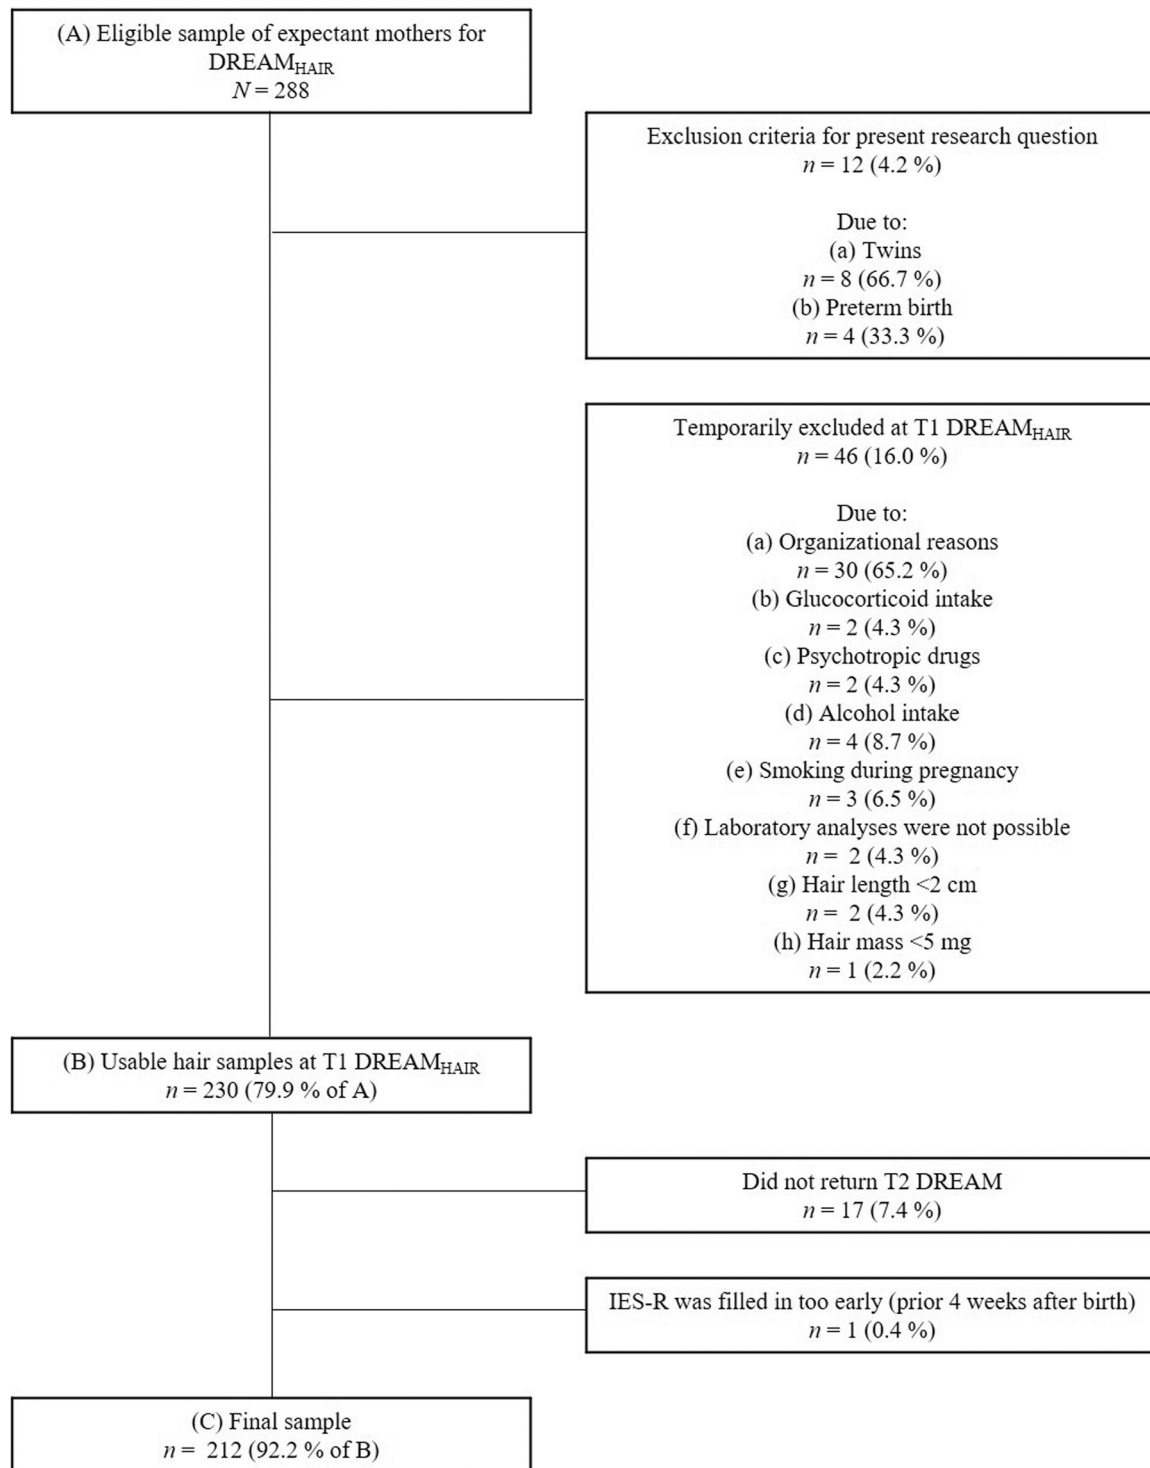 (A) Eligible sample of expectant mothers for
DREAMHAIR
N = 288
Exclusion criteria for present research question
n = 12 (4.2 %)
Due to:
(a) Twins
n = 8 (66.7 %)
(b) Preterm birth
n = 4 (33.3 %)
Temporarily excluded at T1 DREAMHAIR
n = 46 (16.0 %)
Due to:
(a) Organizational reasons
n = 30 (65.2 %)
(b) Glucocorticoid intake
n = 2 (4.3 %)
(c) Psychotropic drugs
n = 2 (4.3 %)
(d) Alcohol intake
n = 4 (8.7 %)
(e) Smoking during pregnancy
n = 3 (6.5 %)
(f) Laboratory analyses were not possible
n = 2 (4.3 %)
(g) Hair length <2 cm
n = 2 (4.3 %)
(h) Hair mass <5 mg
n = 1 (2.2 %)
(B) Usable hair samples at T1 DREAMHAIR
n = 230 (79.9 % of A)
Did not return T2 DREAM
n = 17 (7.4 %)
IES-R was filled in too early (prior 4 weeks after birth)
n = 1 (0.4 %)
(C) Final sample
n = 212 (92.2 % of B)